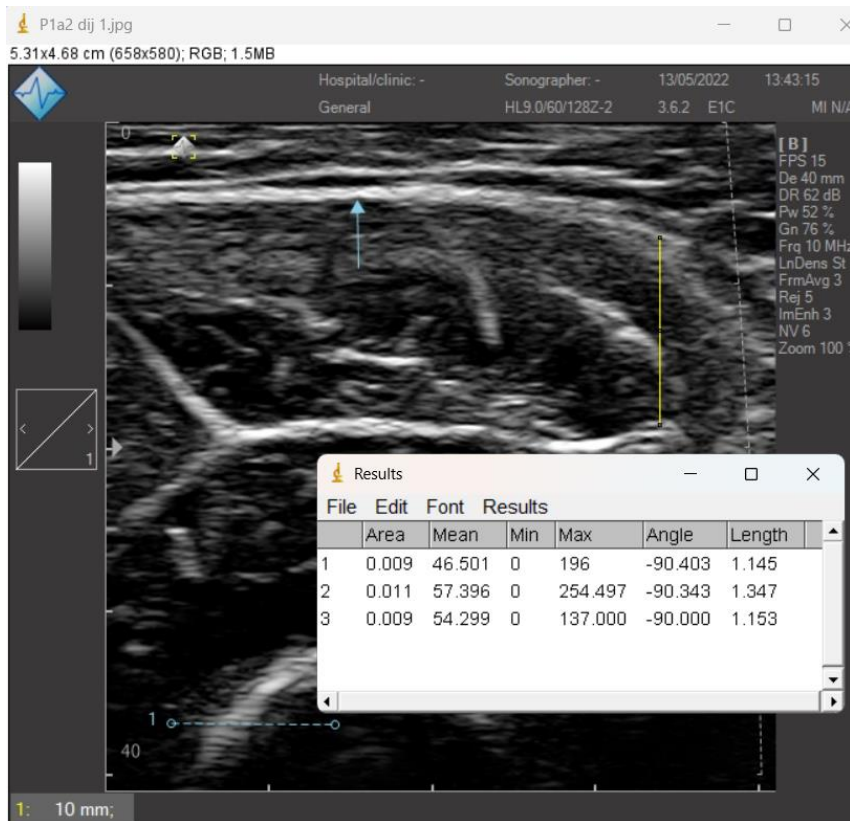 P1a2 dij 1.jpg
5.31x4.68 cm (658x580); RGB; 1.5MB
Hospital/clinic: - Sonographer: - 13/05/2022 13:43:15
General HL9.0/60/128Z-2 3.6.2 E1C MI N/A
0
[B]
FPS 15
De 40 mm
DR 62 dB
Pw 52 %
Gn 76 %
Frq 10 MHz
LnDens St
FrmAvg 3
Rej 5
ImEnh 3
NV 6
Zoom 100 %
< >
1
Results
File Edit Font Results
Area Mean Min Max Angle Length
1 0.009 46.501 0 196 -90.403 1.145
2 0.011 57.396 0 254.497 -90.343 1.347
3 0.009 54.299 0 137.000 -90.000 1.153
1
40
1: 10 mm;